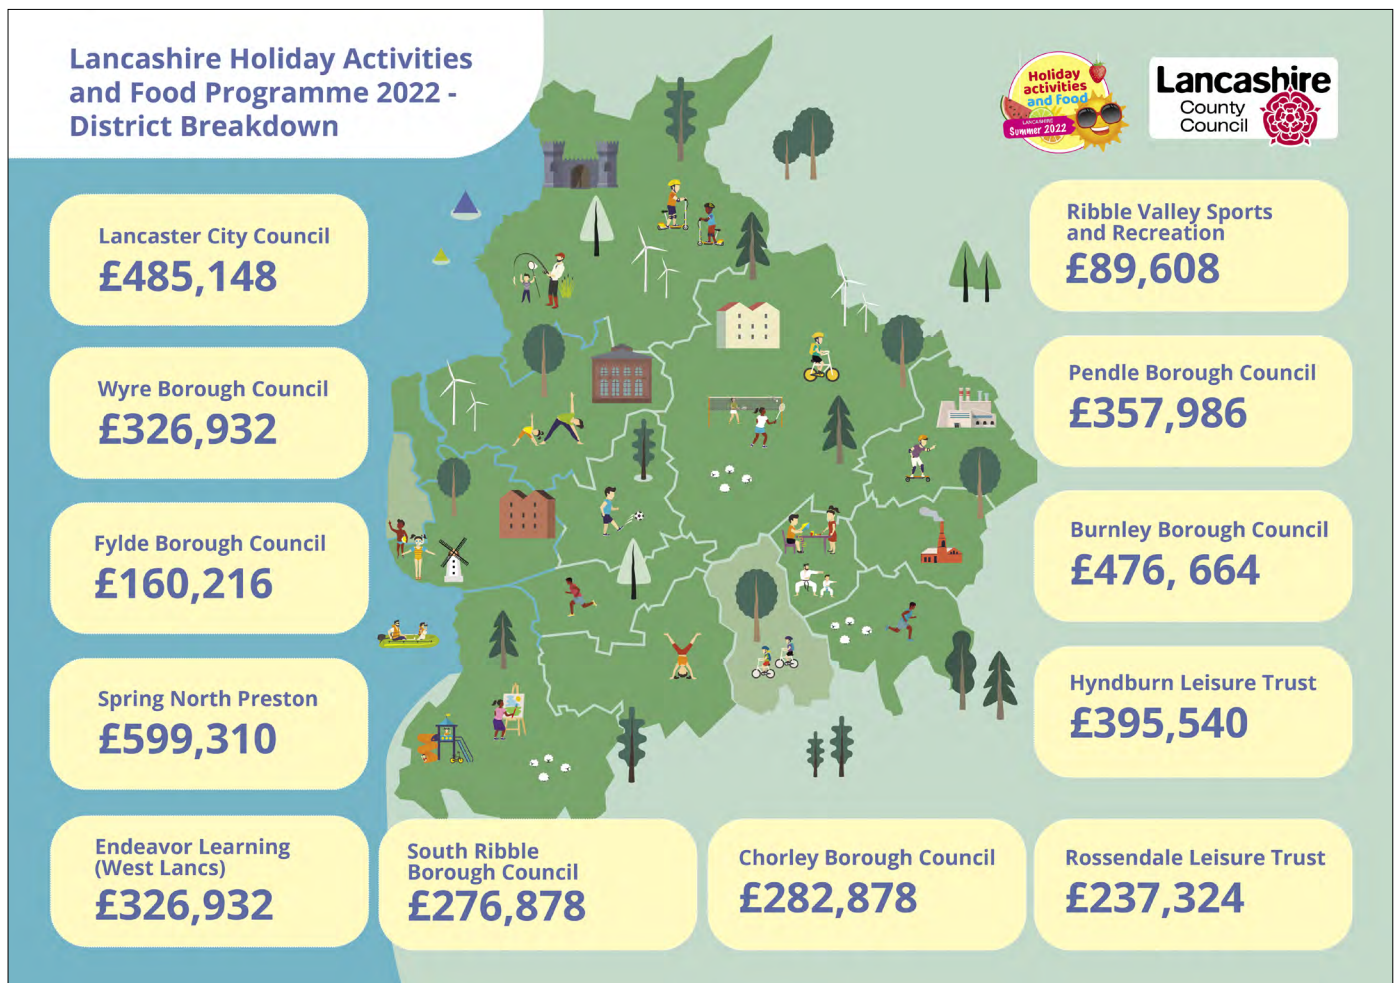 Lancashire Holiday Activities
and Food Programme 2022 -
District Breakdown
Holiday
activities
and food
LANCASHIRE
Summer 2022
Lancashire
County
Council
Lancaster City Council
£485,148
Wyre Borough Council
£326,932
Fylde Borough Council
£160,216
Spring North Preston
£599,310
Endeavor Learning
(West Lancs)
£326,932
South Ribble
Borough Council
£276,878
Chorley Borough Council
£282,878
Ribble Valley Sports
and Recreation
£89,608
Pendle Borough Council
£357,986
Burnley Borough Council
£476, 664
Hyndburn Leisure Trust
£395,540
Rossendale Leisure Trust
£237,324